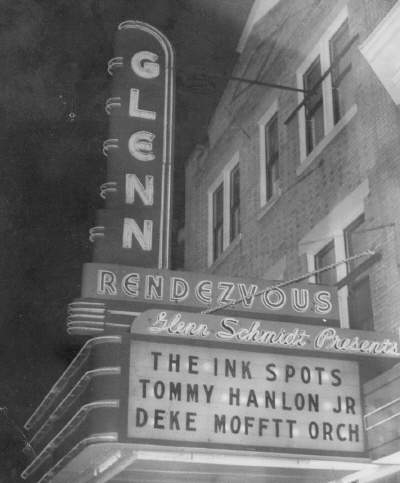 GLENN
RENDEZVOUS
Glenn Schmidt Presents
THE INK SPOTS
TOMMY HANLON JR
DEKE MOFFTT ORCH